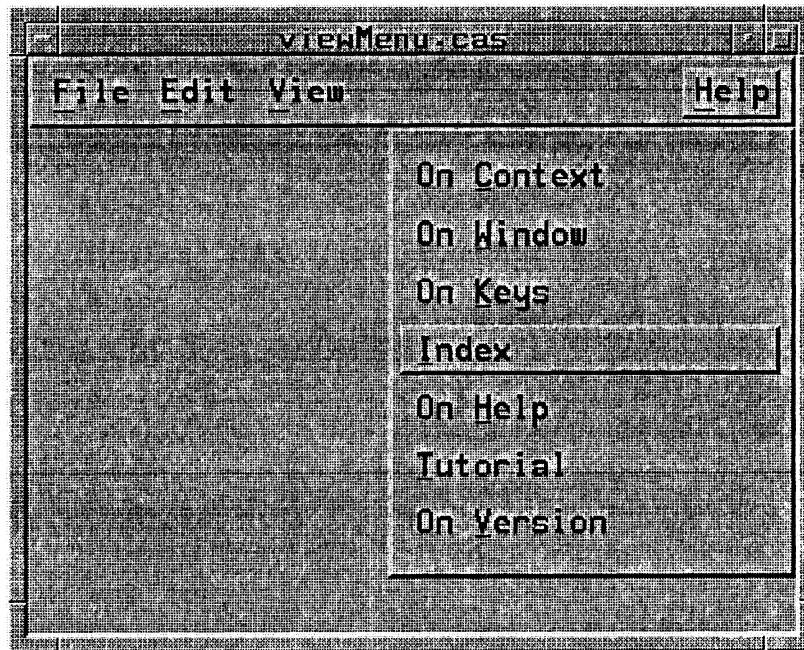 viewMenu.cas
File Edit View Help
On Context
On Window
On Keys
Index
On Help
Tutorial
On Version